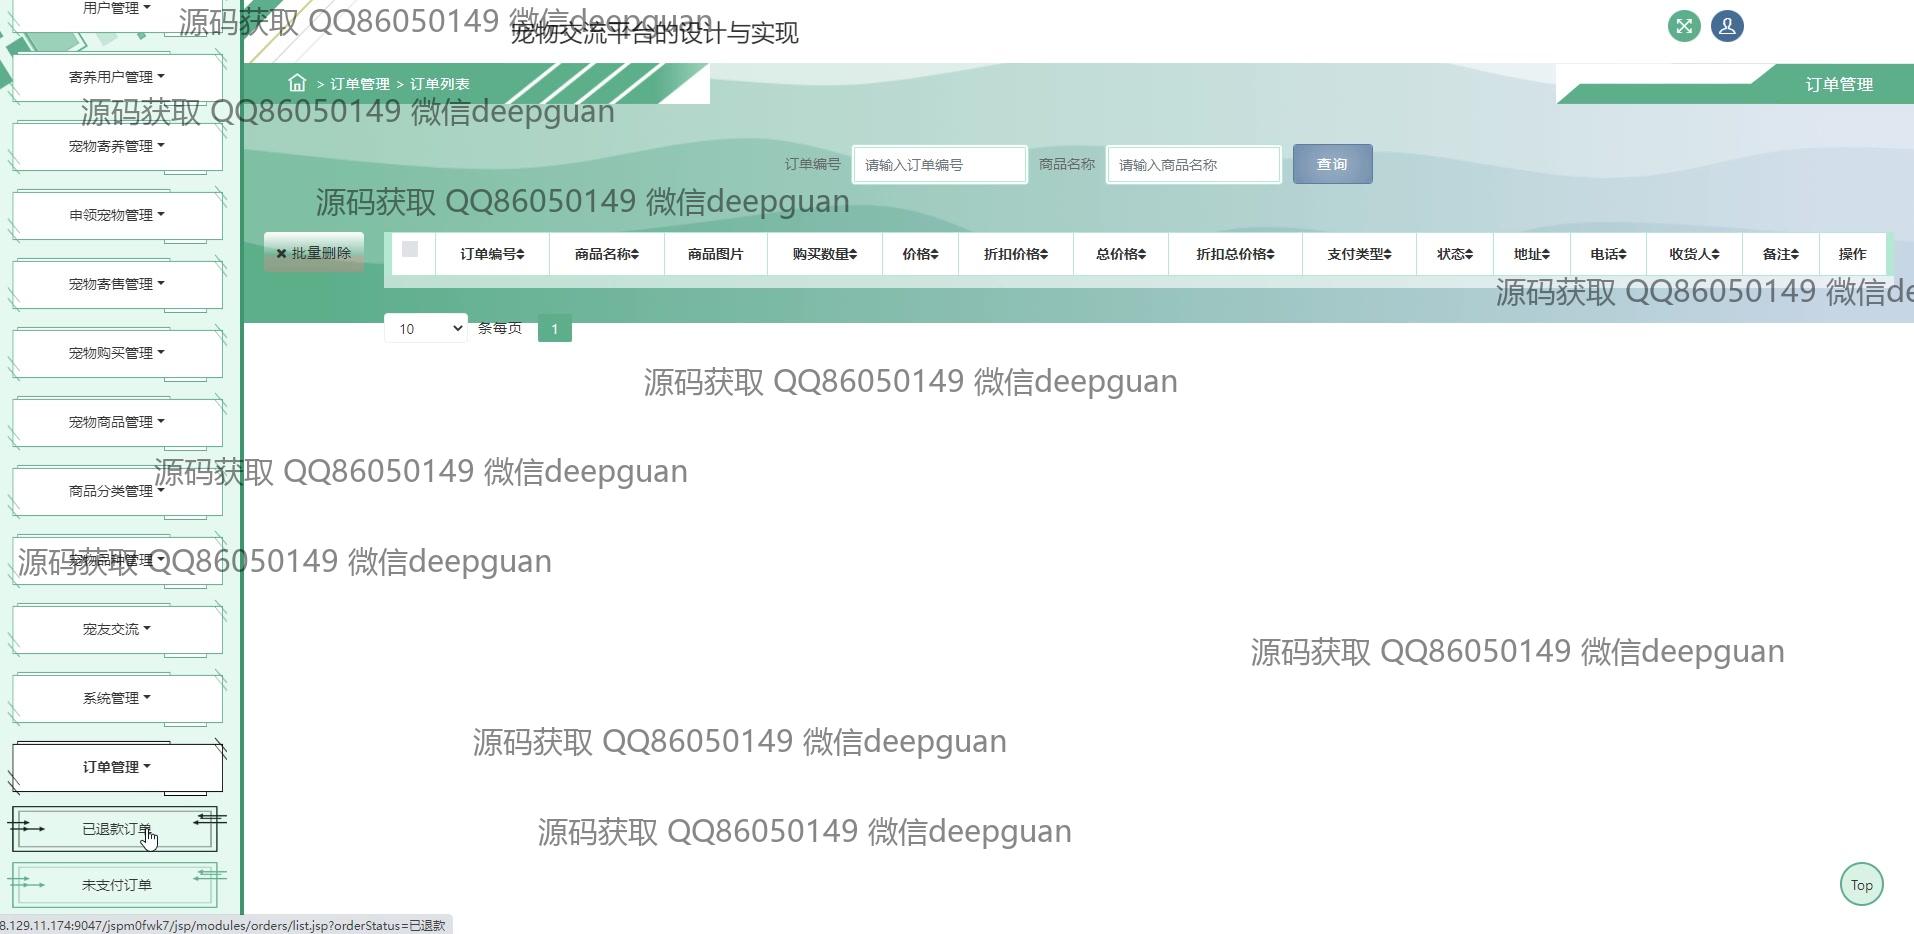 用户管理
源码获取 QQ86050149 微信deepguan
宠物交流平台的设计与实现
寄养用户管理
> 订单管理 > 订单列表
订单管理
源码获取 QQ86050149 微信deepguan
宠物寄养管理
订单编号 请输入订单编号 商品名称 请输入商品名称 查询
源码获取 QQ86050149 微信deepguan
申领宠物管理
批量删除
订单编号 商品名称 商品图片 购买数量 价格 折扣价格 总价格 折扣总价格 支付类型 状态 地址 电话 收货人 备注 操作
宠物寄售管理
源码获取 QQ86050149 微信de
10 条每页 1
宠物购买管理
源码获取 QQ86050149 微信deepguan
宠物商品管理
源码获取 QQ86050149 微信deepguan
商品分类管理
源码获取 QQ86050149 微信deepguan
宠物品种管理
宠友交流
源码获取 QQ86050149 微信deepguan
系统管理
源码获取 QQ86050149 微信deepguan
订单管理
已退款订单
源码获取 QQ86050149 微信deepguan
未支付订单
Top
8.129.11.174:9047/jspm0fwk7/jsp/modules/orders/list.jsp?orderStatus=已退款